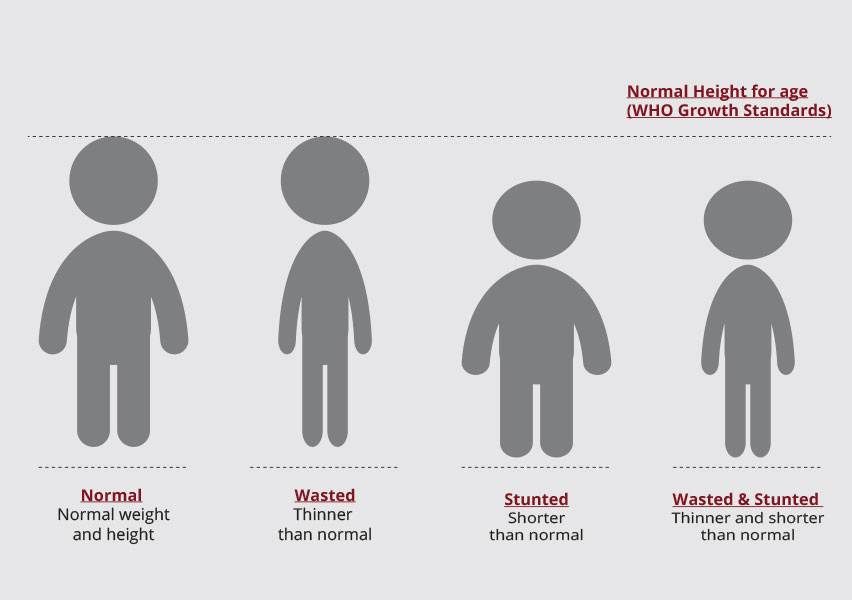 Normal Height for age
(WHO Growth Standards)
Normal
Normal weight
and height
Wasted
Thinner
than normal
Stunted
Shorter
than normal
Wasted & Stunted
Thinner and shorter
than normal